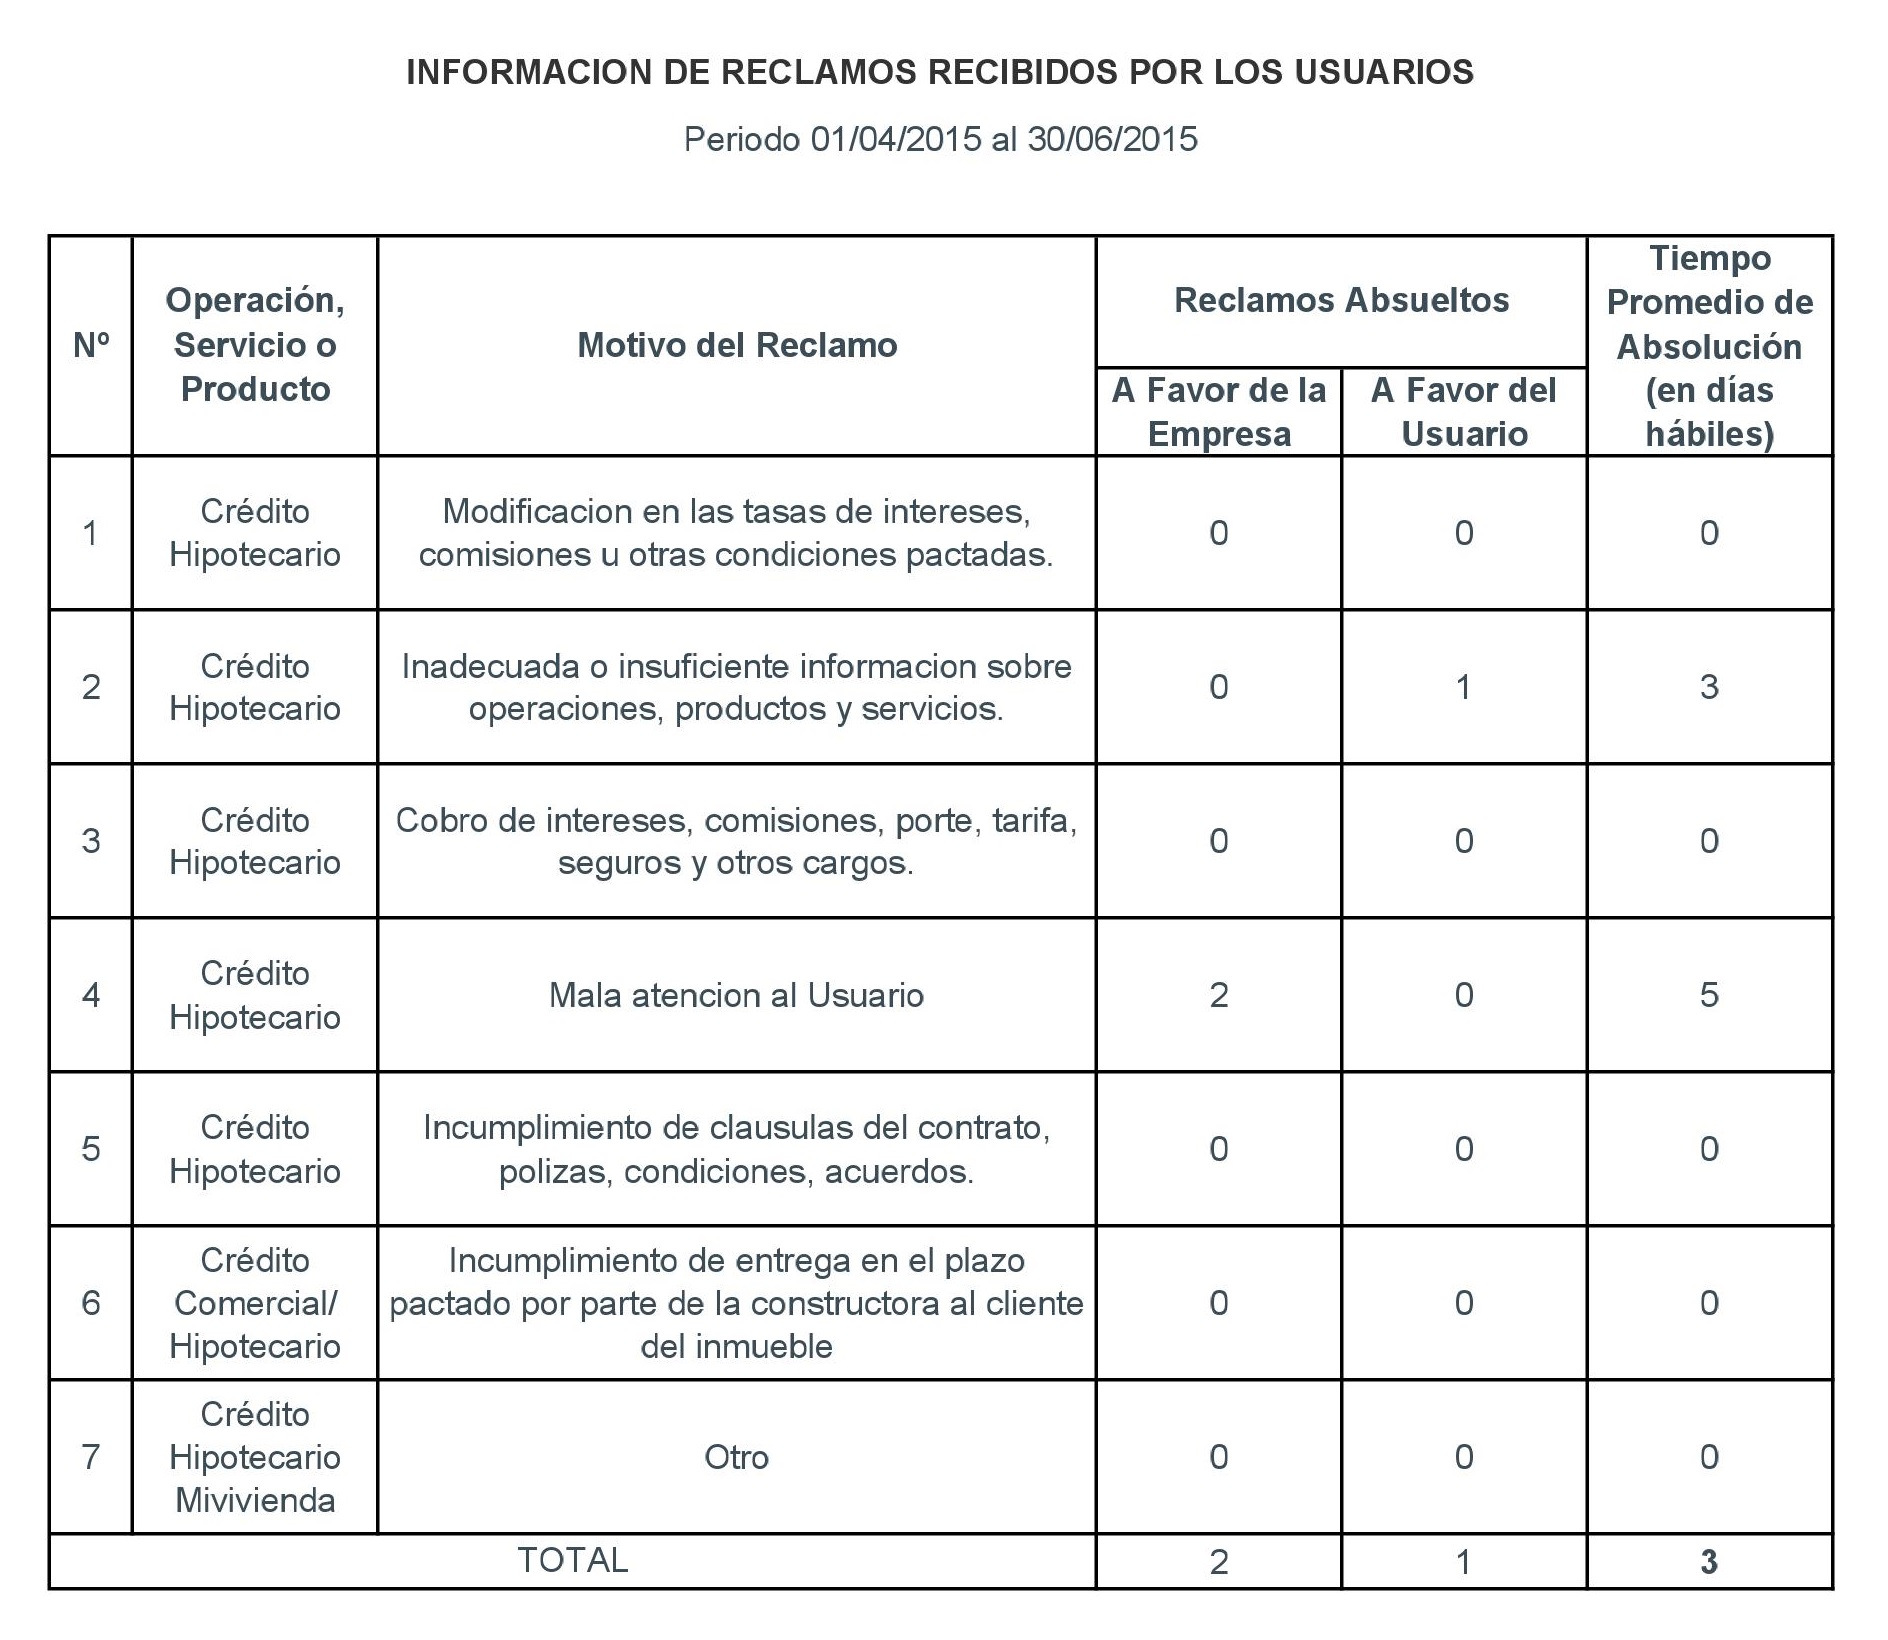 INFORMACION DE RECLAMOS RECIBIDOS POR LOS USUARIOS
Periodo 01/04/2015 al 30/06/2015
Nº
Operación,
Servicio o
Producto
Motivo del Reclamo
Reclamos Absueltos
A Favor de la
Empresa
A Favor del
Usuario
Tiempo
Promedio de
Absolución
(en días
hábiles)
1
Crédito
Hipotecario
Modificacion en las tasas de intereses,
comisiones u otras condiciones pactadas.
0
0
0
2
Crédito
Hipotecario
Inadecuada o insuficiente informacion sobre
operaciones, productos y servicios.
0
1
3
3
Crédito
Hipotecario
Cobro de intereses, comisiones, porte, tarifa,
seguros y otros cargos.
0
0
0
4
Crédito
Hipotecario
Mala atencion al Usuario
2
0
5
5
Crédito
Hipotecario
Incumplimiento de clausulas del contrato,
polizas, condiciones, acuerdos.
0
0
0
6
Crédito
Comercial/
Hipotecario
Incumplimiento de entrega en el plazo
pactado por parte de la constructora al cliente
del inmueble
0
0
0
7
Crédito
Hipotecario
Mivivienda
Otro
0
0
0
TOTAL
2
1
3